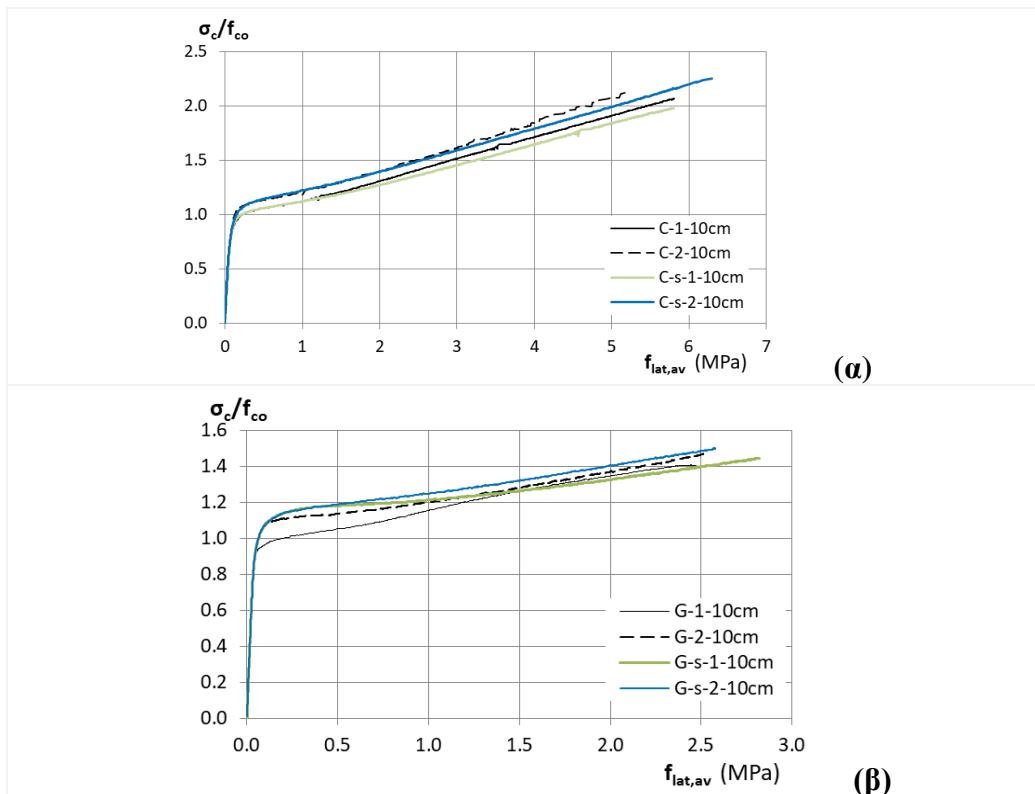 σc/fco
2.5
2.0
1.5
1.0
0.5
0.0
C-1-10cm
C-2-10cm
C-s-1-10cm
C-s-2-10cm
0 1 2 3 4 5 6 7
flat,av (MPa)
(α)
σc/fco
1.6
1.4
1.2
1.0
0.8
0.6
0.4
0.2
0.0
G-1-10cm
G-2-10cm
G-s-1-10cm
G-s-2-10cm
0.0 0.5 1.0 1.5 2.0 2.5 3.0
flat,av (MPa)
(β)